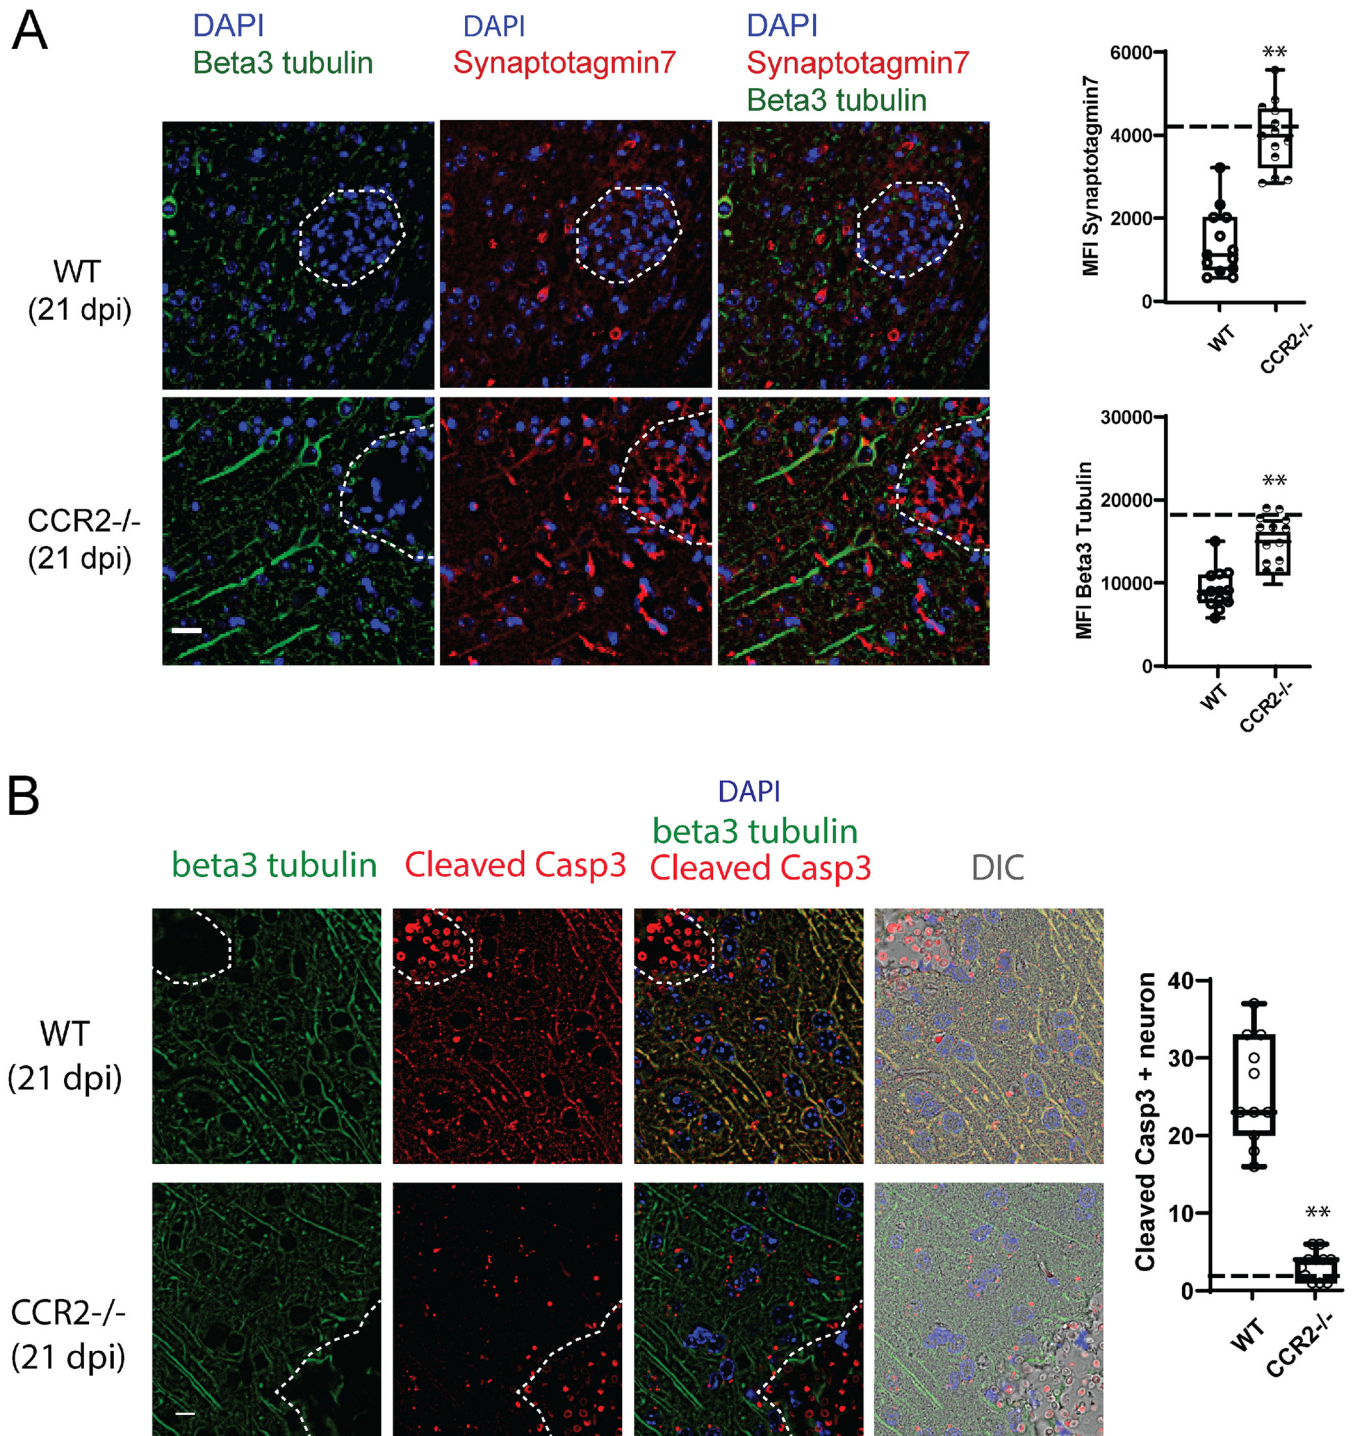 A
DAPI
Beta3 tubulin
DAPI
Synaptotagmin7
DAPI
Synaptotagmin7
Beta3 tubulin
WT
(21 dpi)
CCR2-/-
(21 dpi)
MFI Synaptotagmin7
6000
4000
2000
0
**
WT
CCR2-/-
MFI Beta3 Tubulin
30000
20000
10000
0
**
WT
CCR2-/-
B
beta3 tubulin
Cleaved Casp3
DAPI
beta3 tubulin
Cleaved Casp3
DIC
WT
(21 dpi)
CCR2-/-
(21 dpi)
Cleaved Casp3 + neuron
40
30
20
10
0
**
WT
CCR2-/-